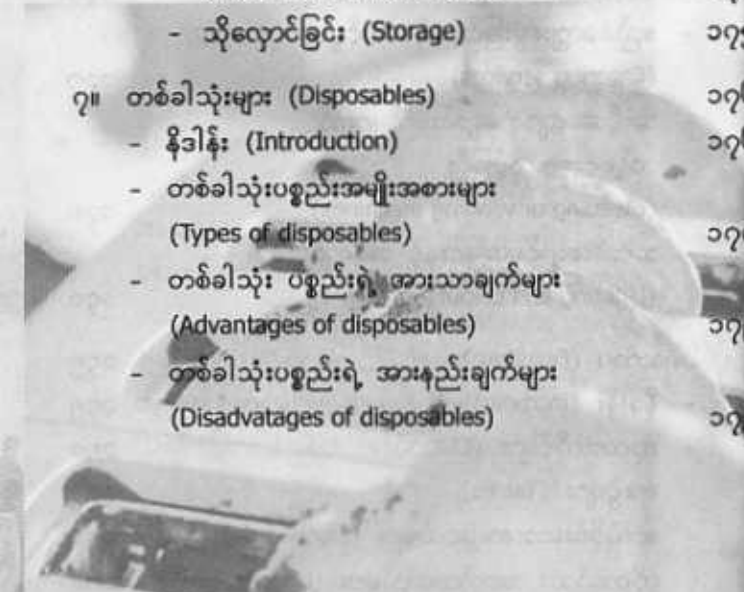 - သိုလှောင်ခြင်း (Storage)
၇။ တစ်ခါသုံးများ (Disposables)
- နိဒါန်း (Introduction)
- တစ်ခါသုံးပစ္စည်းအမျိုးအစားများ
(Types of disposables)
- တစ်ခါသုံး ပစ္စည်းရဲ့ အားသာချက်များ
(Advantages of disposables)
- တစ်ခါသုံးပစ္စည်းရဲ့ အားနည်းချက်များ
(Disadvatages of disposables)